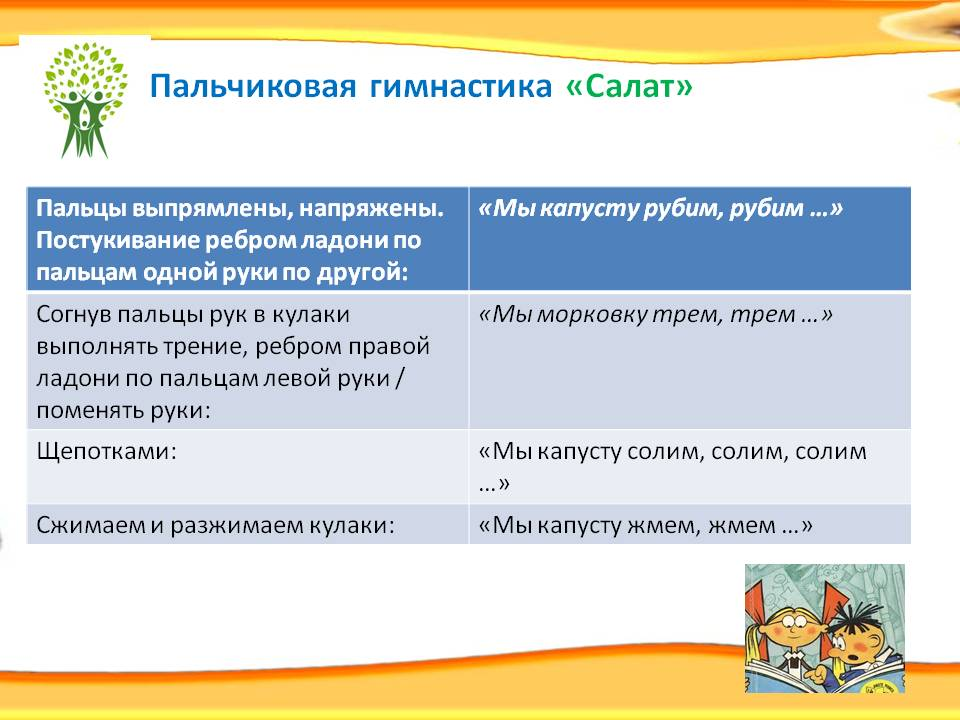 Пальчиковая гимнастика «Салат»
Пальцы выпрямлены, напряжены.
Постукивание ребром ладони по
пальцам одной руки по другой:
«Мы капусту рубим, рубим …»
Согнув пальцы рук в кулаки
выполнять трение, ребром правой
ладони по пальцам левой руки /
поменять руки:
«Мы морковку трем, трем …»
Щепотками:
«Мы капусту солим, солим, солим
…»
Сжимаем и разжимаем кулаки:
«Мы капусту жмем, жмем …»